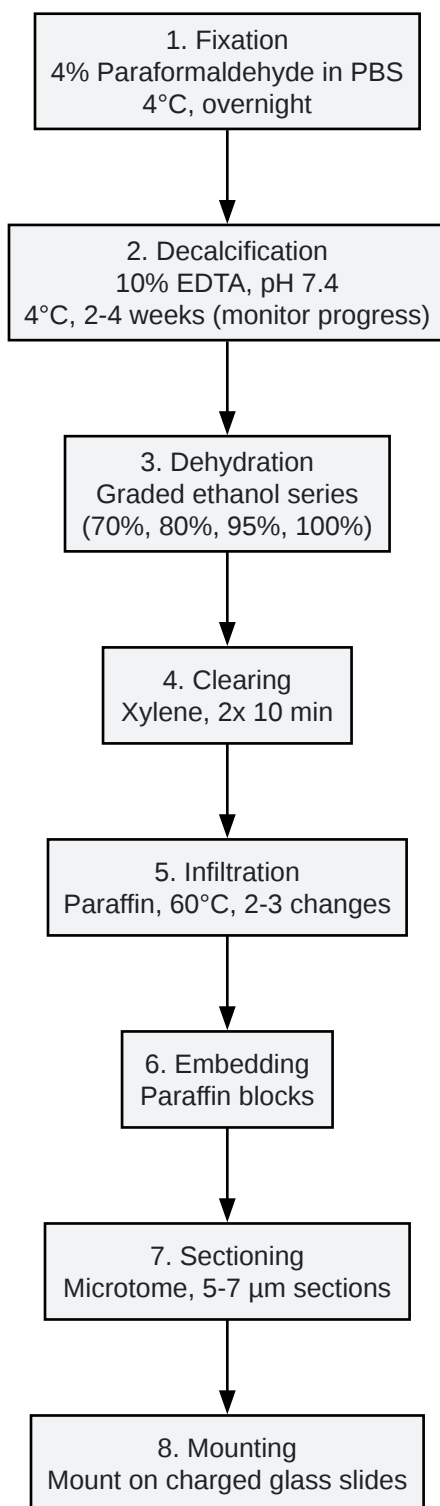 1. Fixation
4% Paraformaldehyde in PBS
4°C, overnight
2. Decalcification
10% EDTA, pH 7.4
4°C, 2-4 weeks (monitor progress)
3. Dehydration
Graded ethanol series
(70%, 80%, 95%, 100%)
4. Clearing
Xylene, 2x 10 min
5. Infiltration
Paraffin, 60°C, 2-3 changes
6. Embedding
Paraffin blocks
7. Sectioning
Microtome, 5-7 µm sections
8. Mounting
Mount on charged glass slides